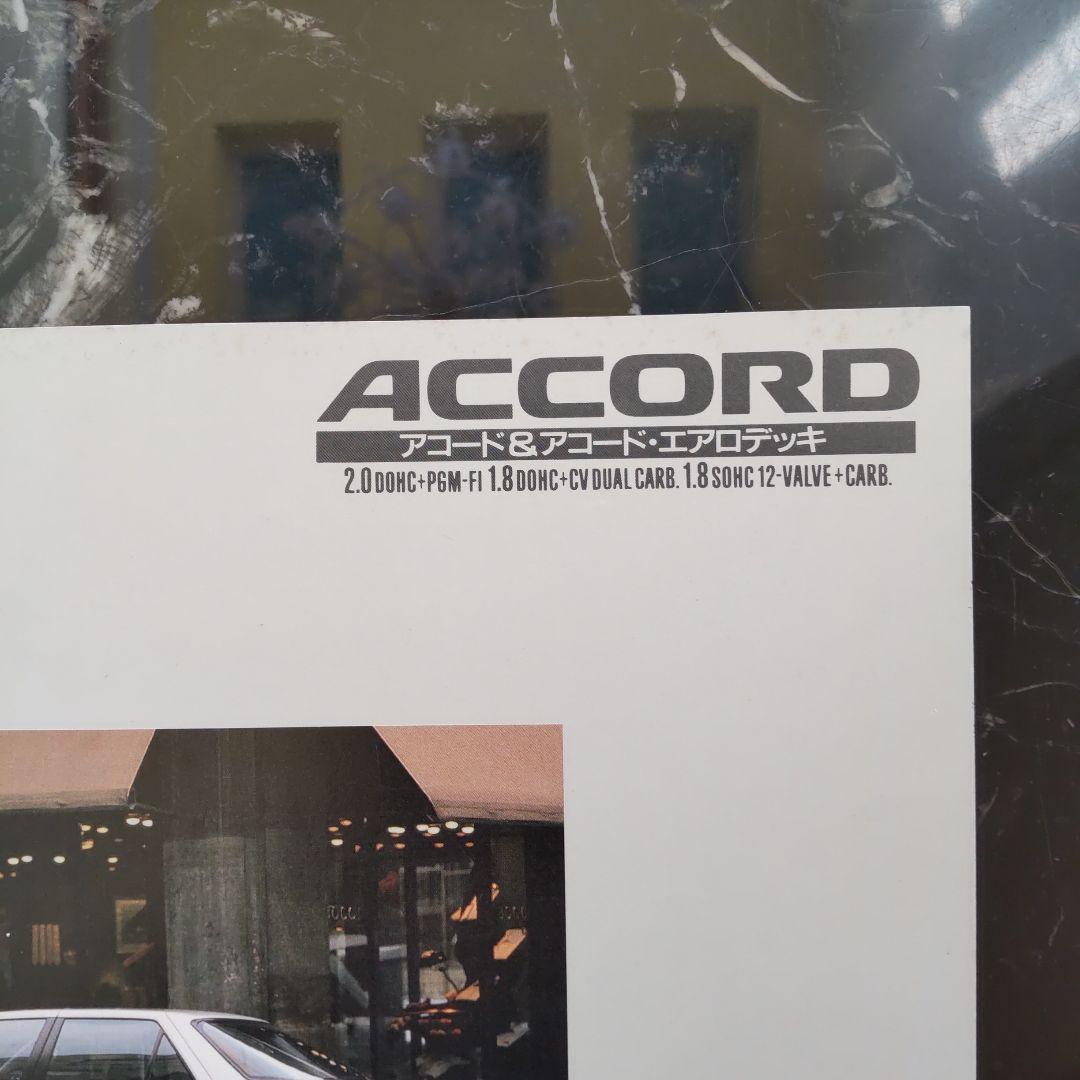 ACCORD
アコード&アコード・エアロデッキ
2.0 DOHC+PGM-FI 1.8 DOHC+CV DUAL CARB. 1.8 SOHC 12-VALVE+CARB.